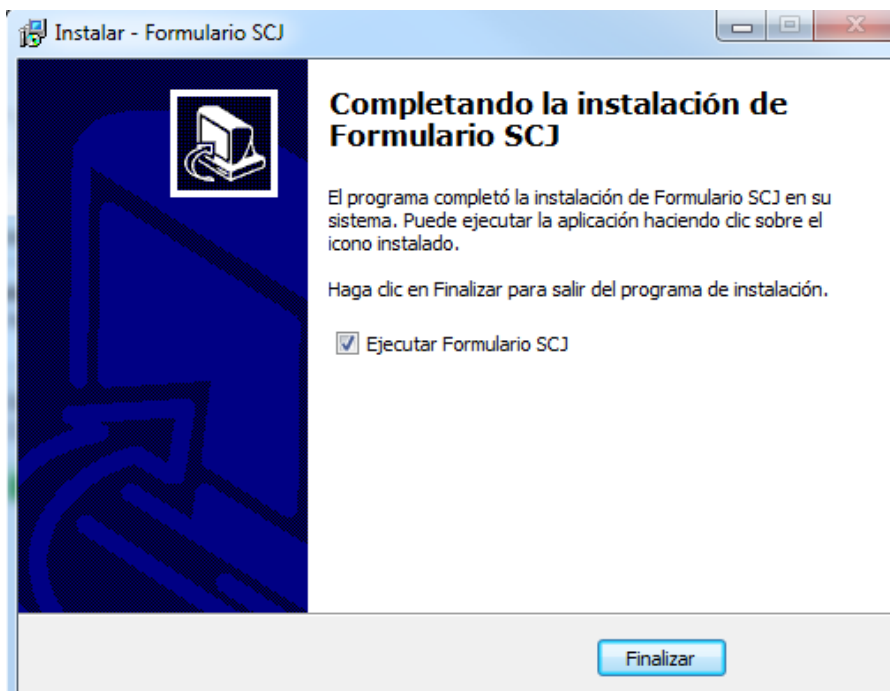 Instalar - Formulario SCJ
Completando la instalación de
Formulario SCJ
El programa completó la instalación de Formulario SCJ en su
sistema. Puede ejecutar la aplicación haciendo clic sobre el
icono instalado.
Haga clic en Finalizar para salir del programa de instalación.
Ejecutar Formulario SCJ
Finalizar